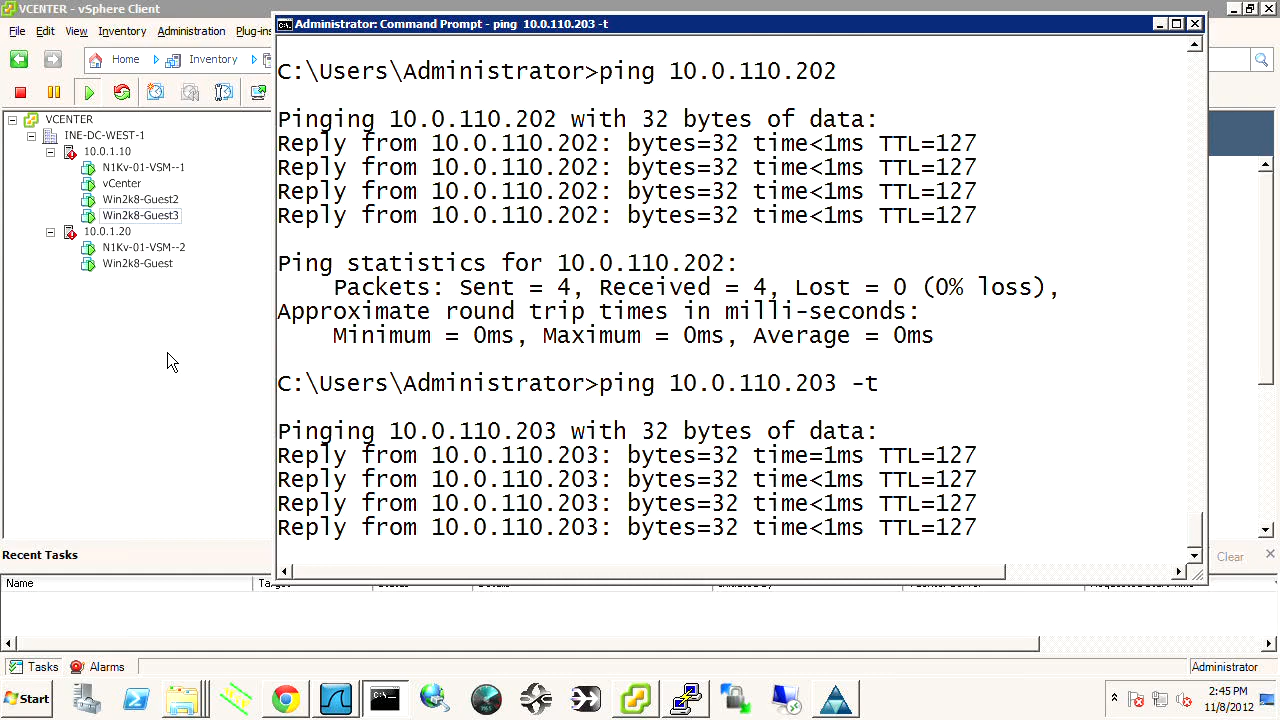 VCENTER - vSphere Client
File Edit View Inventory Administration Plug-ins
Home Inventory
VCENTER
INE-DC-WEST-1
10.0.1.10
N1Kv-01-VSM--1
vCenter
Win2k8-Guest2
Win2k8-Guest3
10.0.1.20
N1Kv-01-VSM--2
Win2k8-Guest
Administrator: Command Prompt - ping 10.0.110.203 -t
C:\Users\Administrator>ping 10.0.110.202
Pinging 10.0.110.202 with 32 bytes of data:
Reply from 10.0.110.202: bytes=32 time<1ms TTL=127
Reply from 10.0.110.202: bytes=32 time<1ms TTL=127
Reply from 10.0.110.202: bytes=32 time<1ms TTL=127
Reply from 10.0.110.202: bytes=32 time<1ms TTL=127
Ping statistics for 10.0.110.202:
Packets: Sent = 4, Received = 4, Lost = 0 (0% loss),
Approximate round trip times in milli-seconds:
Minimum = 0ms, Maximum = 0ms, Average = 0ms
C:\Users\Administrator>ping 10.0.110.203 -t
Pinging 10.0.110.203 with 32 bytes of data:
Reply from 10.0.110.203: bytes=32 time=1ms TTL=127
Reply from 10.0.110.203: bytes=32 time<1ms TTL=127
Reply from 10.0.110.203: bytes=32 time<1ms TTL=127
Reply from 10.0.110.203: bytes=32 time<1ms TTL=127
Recent Tasks
Clear
Name
Tasks Alarms
Administrator
Start
2:45 PM
11/8/2012